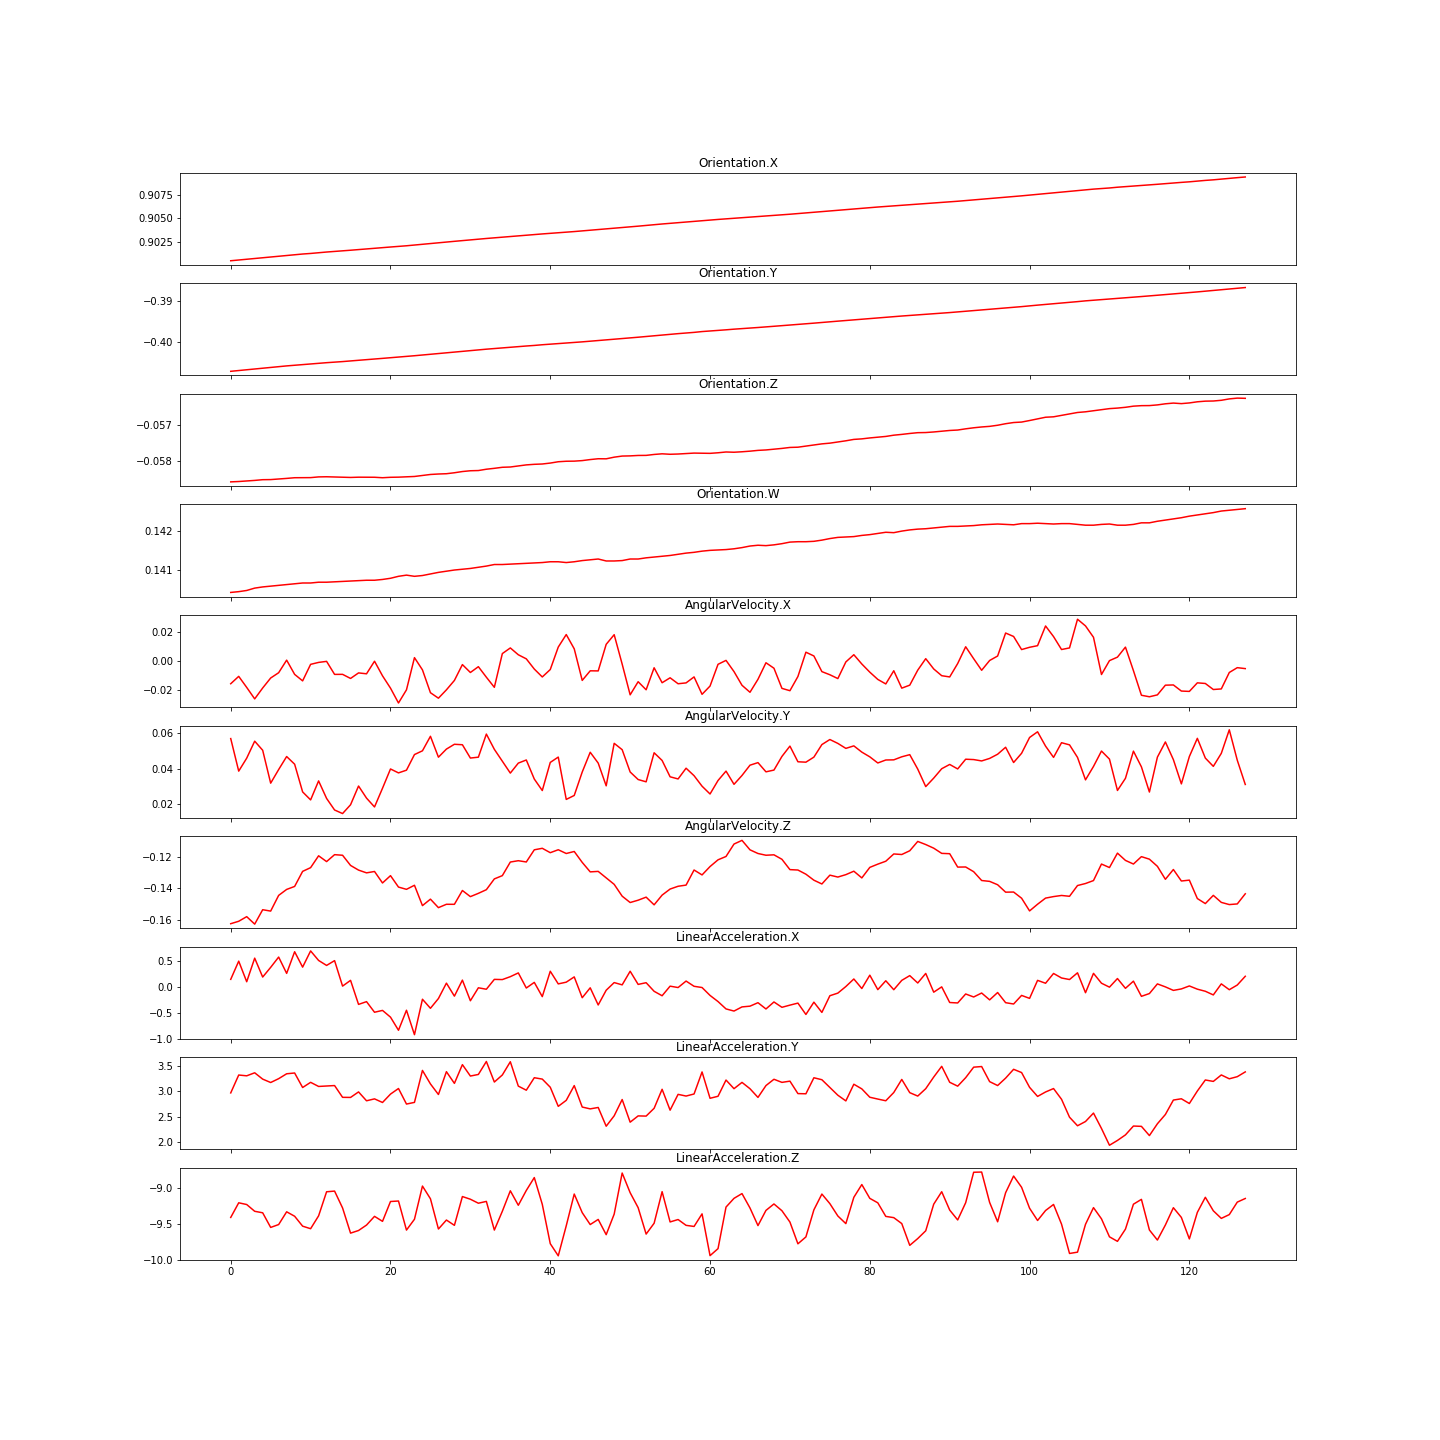 Orientation.X
0.9075
0.9050
0.9025
Orientation.Y
−0.39
−0.40
Orientation.Z
−0.057
−0.058
Orientation.W
0.142
0.141
AngularVelocity.X
0.02
0.00
−0.02
AngularVelocity.Y
0.06
0.04
0.02
AngularVelocity.Z
−0.12
−0.14
−0.16
LinearAcceleration.X
0.5
0.0
−0.5
−1.0
LinearAcceleration.Y
3.5
3.0
2.5
2.0
LinearAcceleration.Z
−9.0
−9.5
−10.0
0 20 40 60 80 100 120